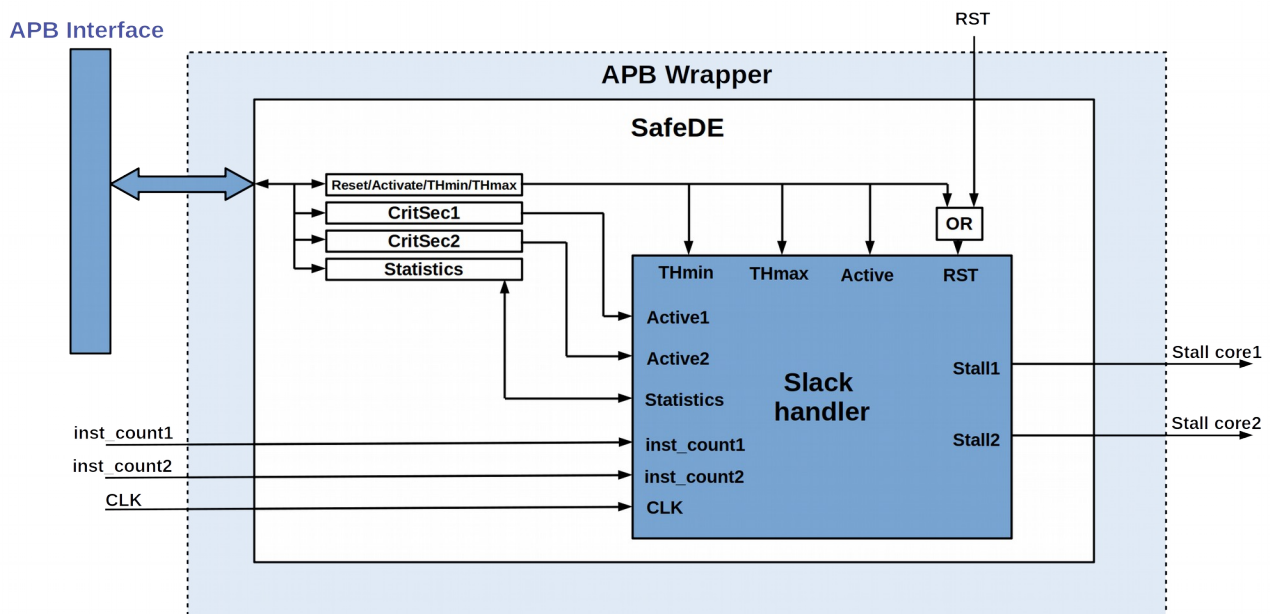 RST
APB Interface
APB Wrapper
SafeDE
Reset/Activate/THmin/THmax
CritSec1
CritSec2
Statistics
OR
THmin
THmax
Active
RST
Active1
Active2
Statistics
inst_count1
inst_count2
CLK
Slack
handler
Stall1
Stall2
Stall core1
Stall core2
inst_count1
inst_count2
CLK